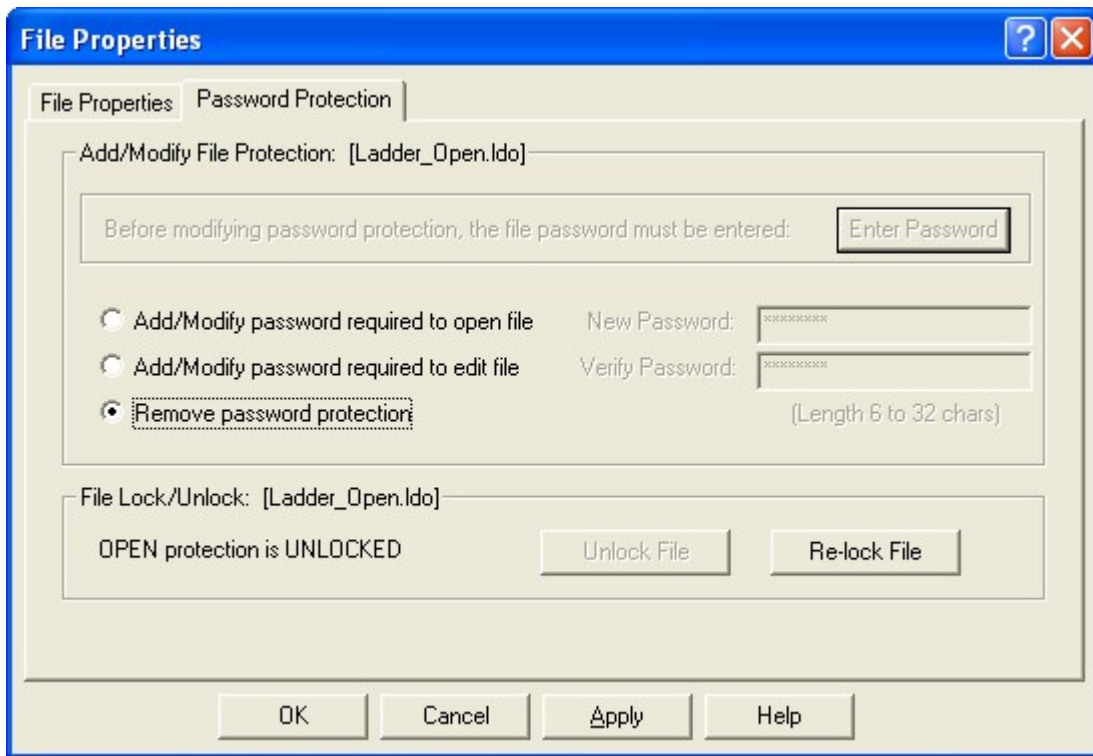 File Properties
File Properties Password Protection
Add/Modify File Protection: [Ladder_Open.ldo]
Before modifying password protection, the file password must be entered: Enter Password
Add/Modify password required to open file New Password: ********
Add/Modify password required to edit file Verify Password: ********
Remove password protection (Length 6 to 32 chars)
File Lock/Unlock: [Ladder_Open.ldo]
OPEN protection is UNLOCKED Unlock File Re-lock File
OK Cancel Apply Help